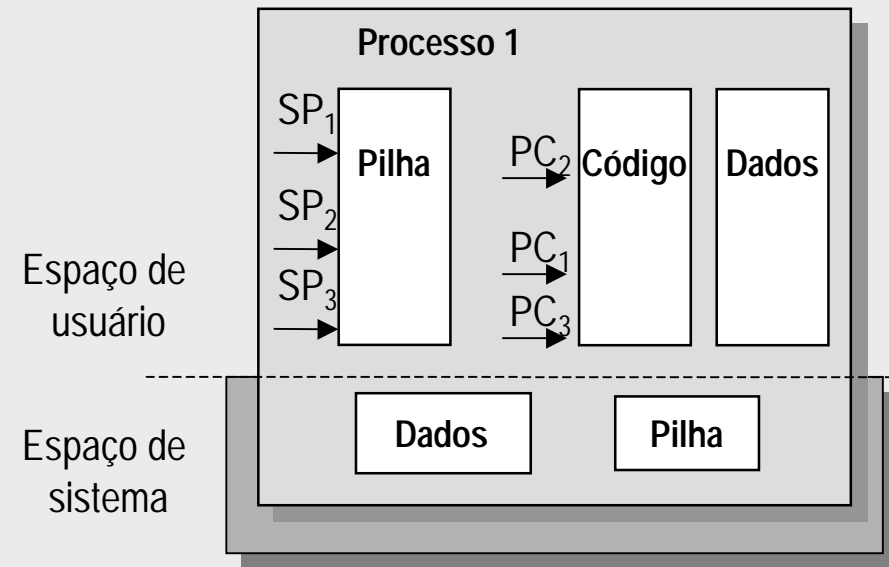 Processo 1
SP1
Pilha
PC2
Código
Dados
SP2
PC1
SP3
PC3
Espaço de
usuário
Dados
Pilha
Espaço de
sistema